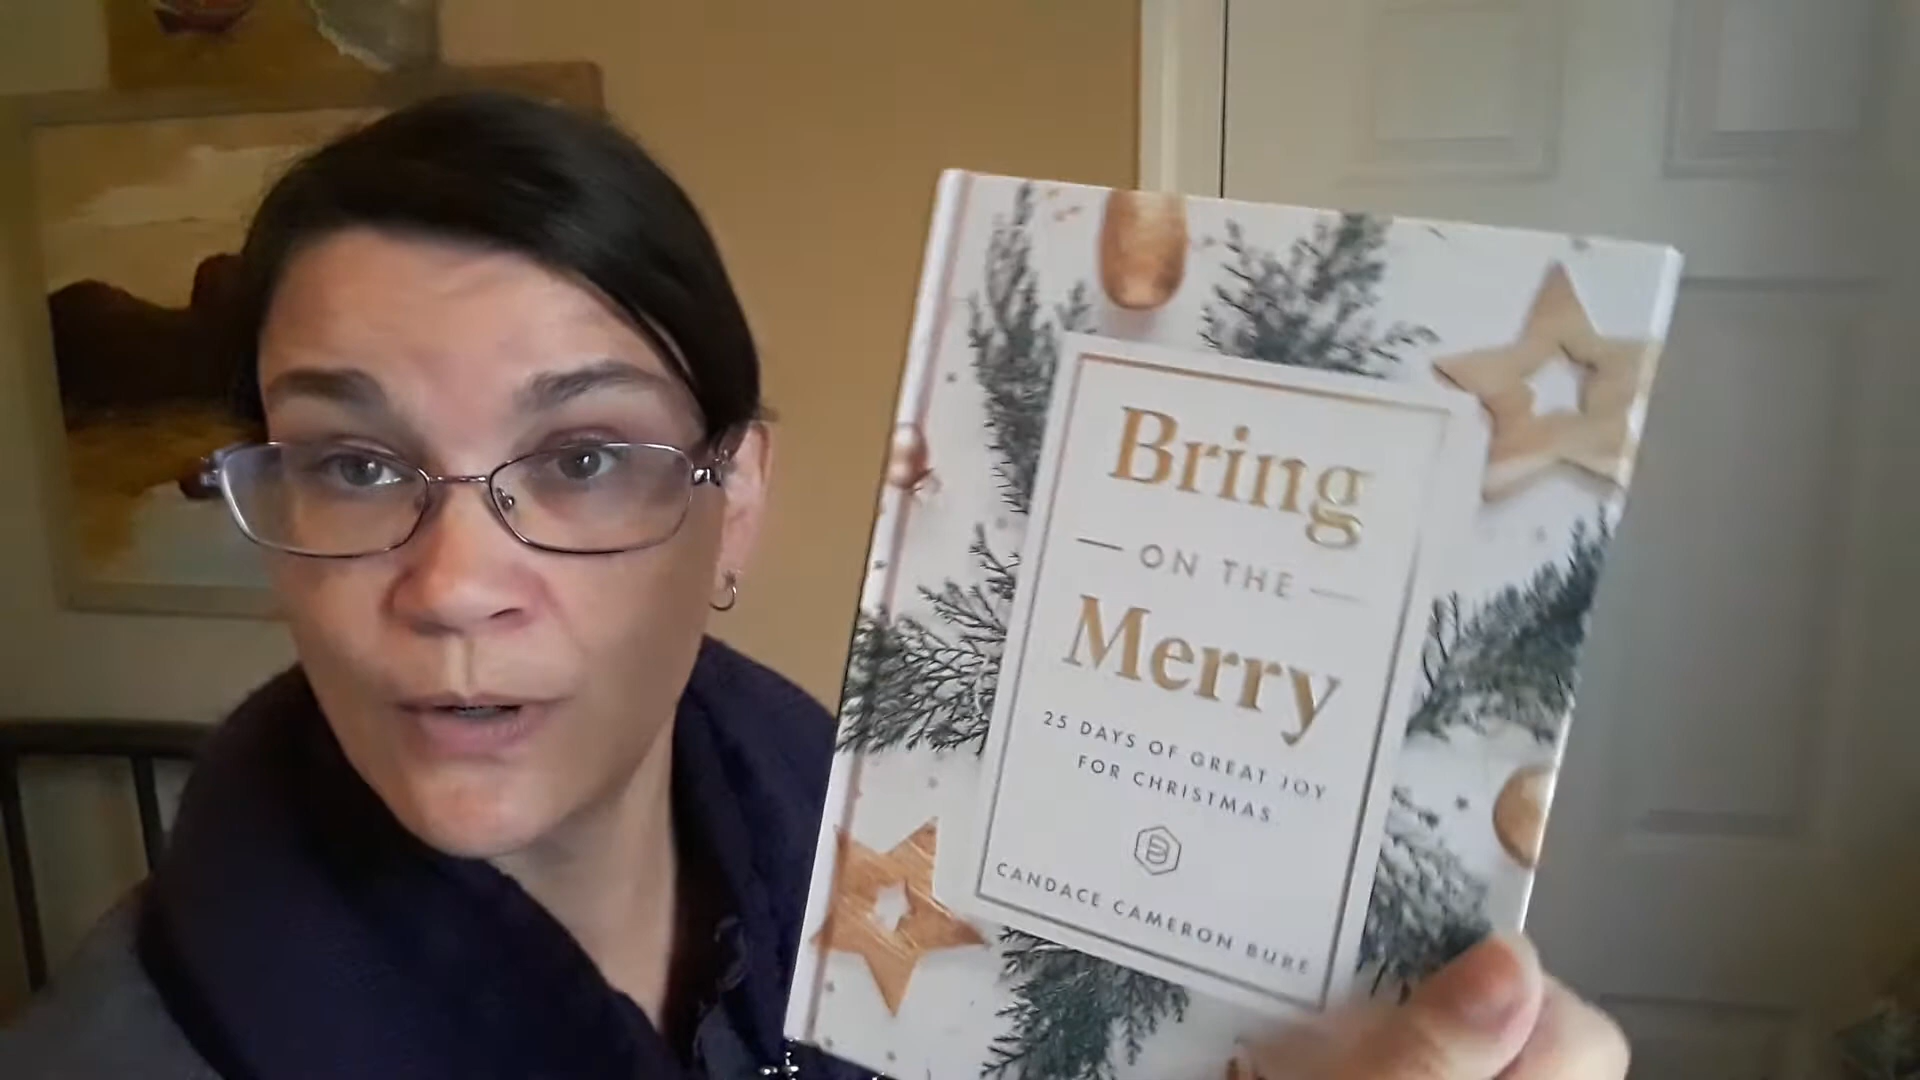 Bring
ON THE
Merry
25 DAYS OF GREAT JOY
FOR CHRISTMAS
B
CANDACE CAMERON BURE